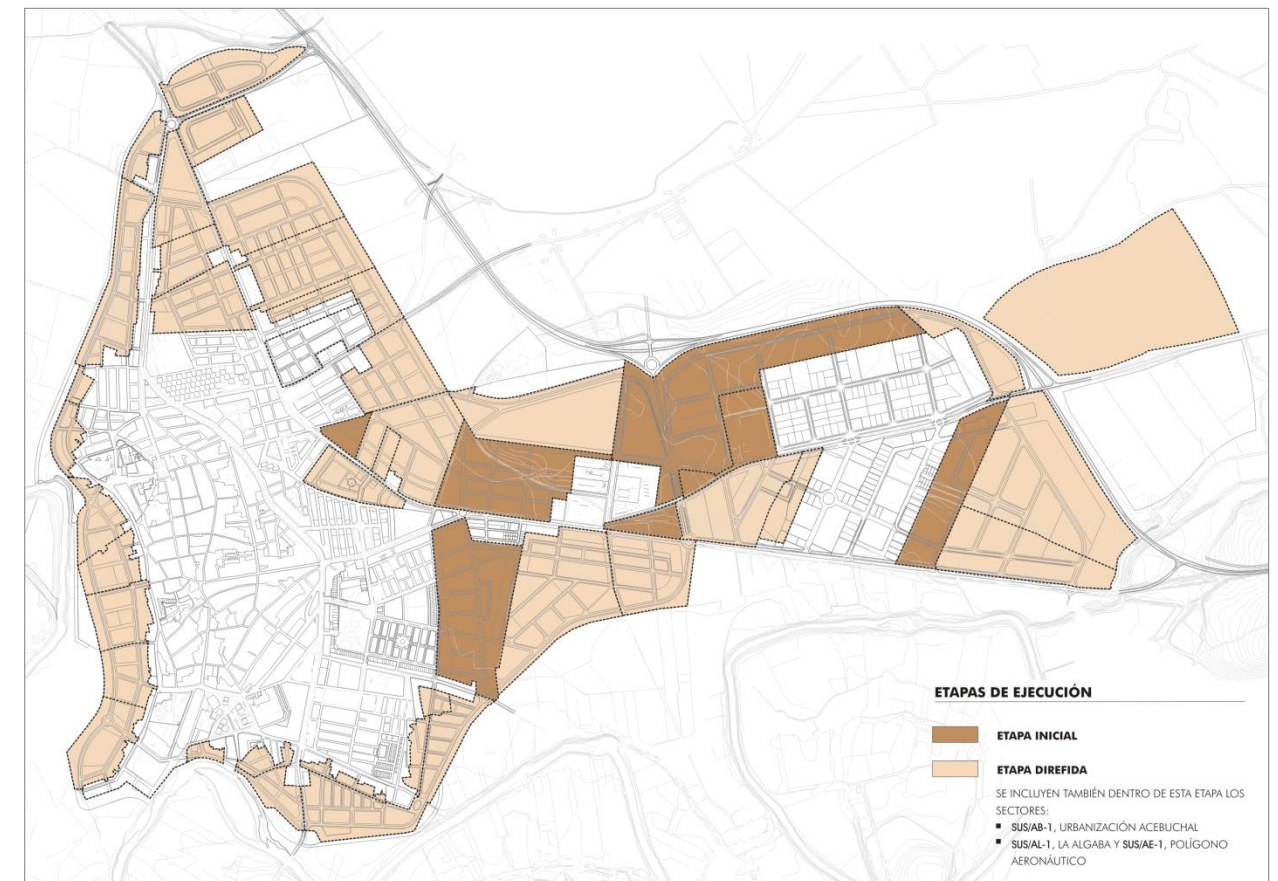 ETAPAS DE EJECUCIÓN
ETAPA INICIAL
ETAPA DIREFIDA
SE INCLUYEN TAMBIÉN DENTRO DE ESTA ETAPA LOS
SECTORES:
▪ SUS/AB-1, URBANIZACIÓN ACEBUCHAL
▪ SUS/AL-1, LA ALGABA Y SUS/AE-1, POLÍGONO
AERONÁUTICO